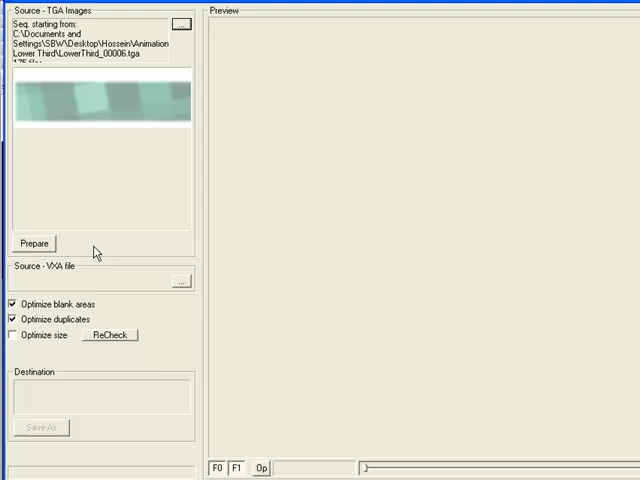 Source - TGA Images
...
Seq. starting from:
C:\Documents and
Settings\SBW\Desktop\Hossein\Animation
Lower Third\LowerThird_00006.tga
Prepare
Source - VXA file
...
Optimize blank areas
Optimize duplicates
Optimize size
ReCheck
Destination
Save As
Preview
F0
F1
Op